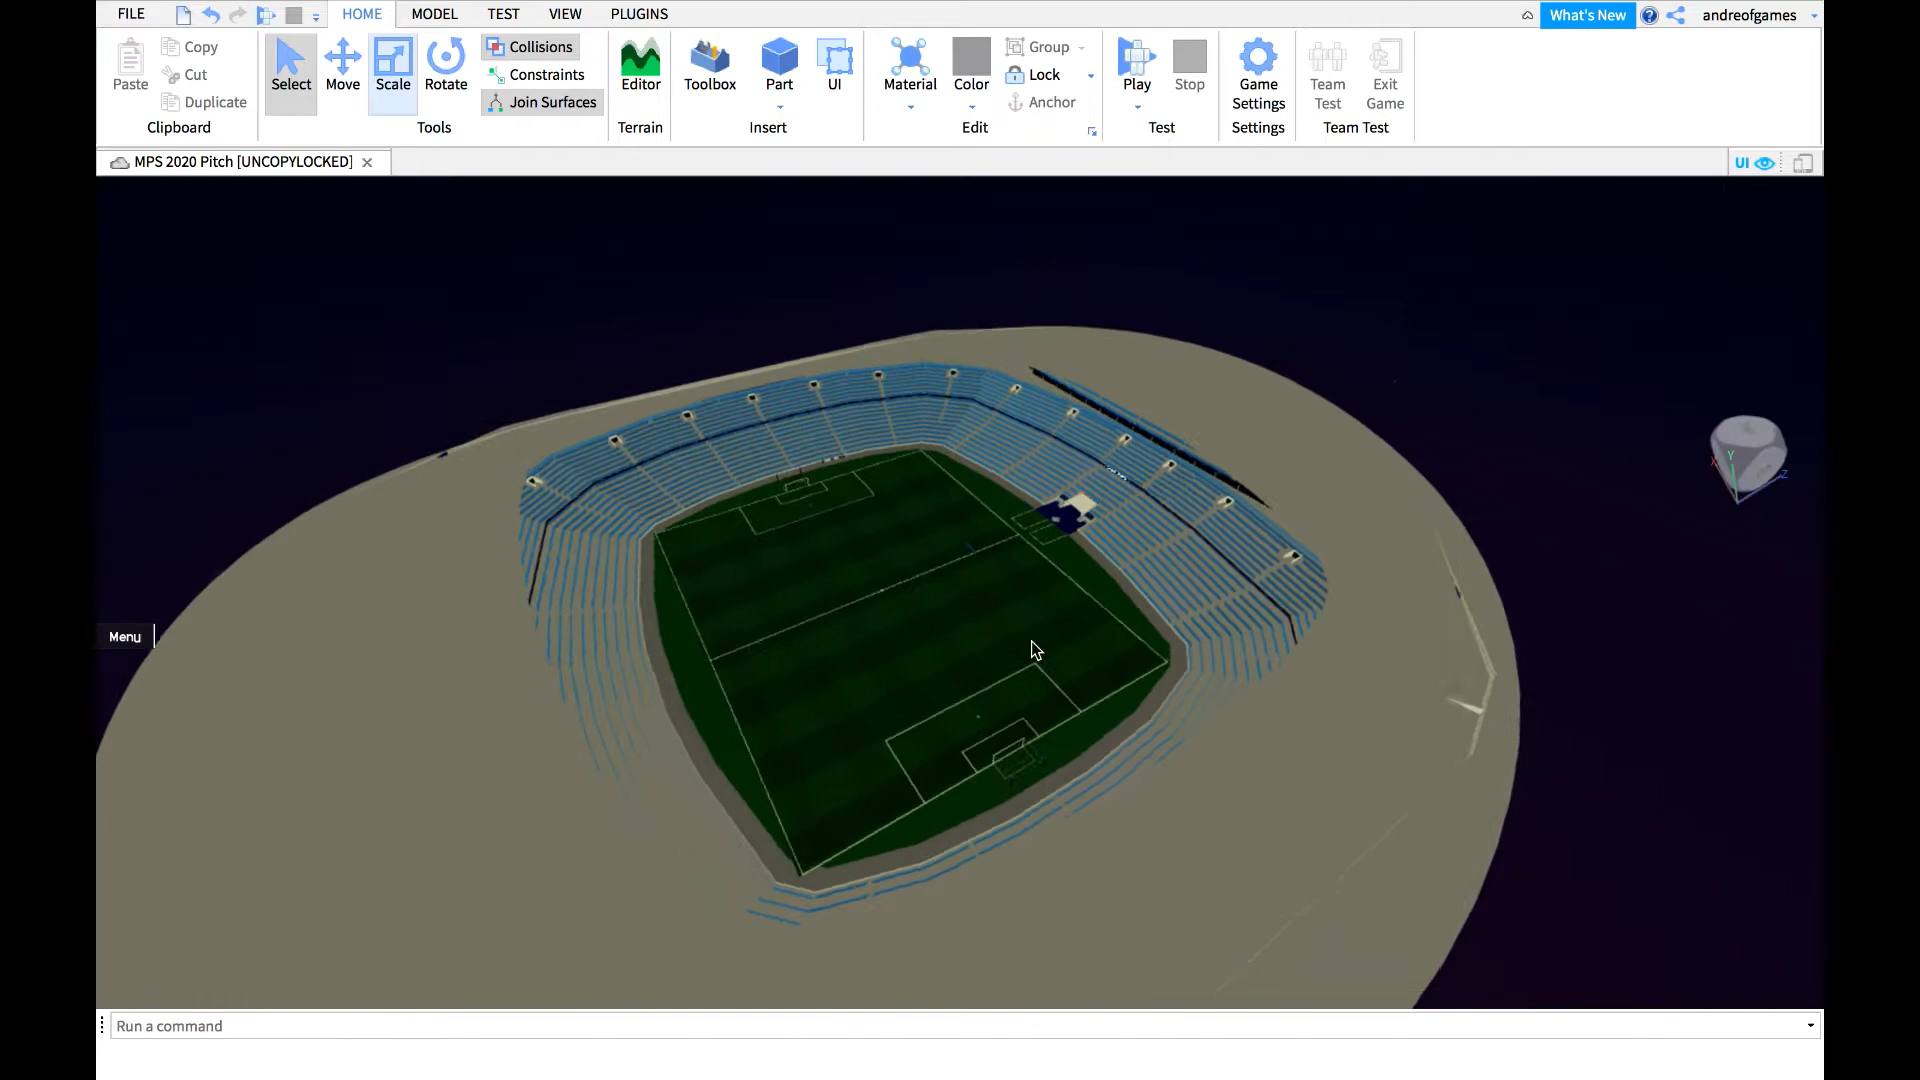 FILE HOME MODEL TEST VIEW PLUGINS What's New andreofgames
Paste Copy Cut Duplicate Clipboard
Select Move Scale Rotate Collisions Constraints Join Surfaces Tools
Editor Terrain
Toolbox Part UI Insert
Material Color Group Lock Anchor Edit
Play Stop Test
Game Settings Settings
Team Test Exit Game Team Test
MPS 2020 Pitch [UNCOPYLOCKED] UI
Y
X Z
Menu
Run a command